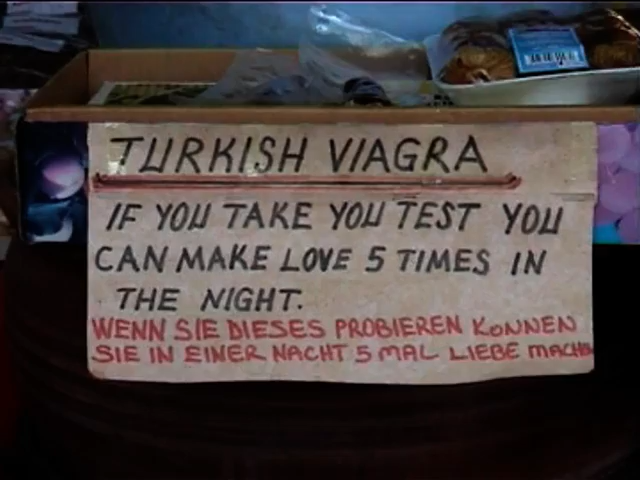 TURKISH VIAGRA
IF YOU TAKE YOU TEST YOU
CAN MAKE LOVE 5 TIMES IN
THE NIGHT.
WENN SIE DIESES PROBIEREN KONNEN
SIE IN EINER NACHT 5 MAL LIEBE MACHEN